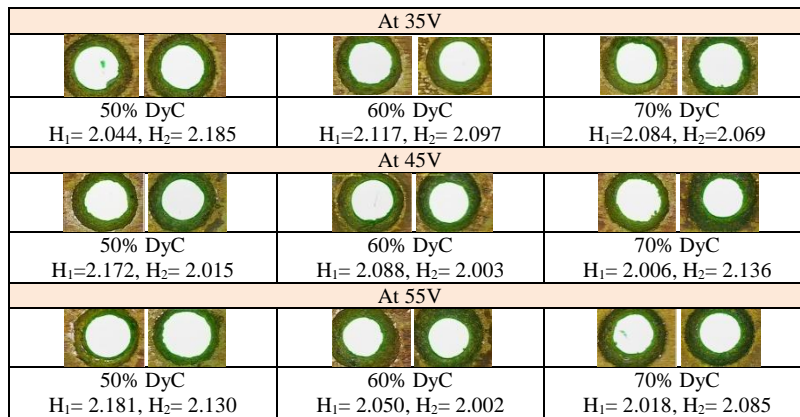 At 35V
50% DyC
H₁= 2.044, H₂= 2.185
60% DyC
H₁=2.117, H₂= 2.097
70% DyC
H₁=2.084, H₂=2.069
At 45V
50% DyC
H₁=2.172, H₂= 2.015
60% DyC
H₁= 2.088, H₂= 2.003
70% DyC
H₁=2.006, H₂= 2.136
At 55V
50% DyC
H₁=2.181, H₂= 2.130
60% DyC
H₁= 2.050, H₂= 2.002
70% DyC
H₁= 2.018, H₂= 2.085